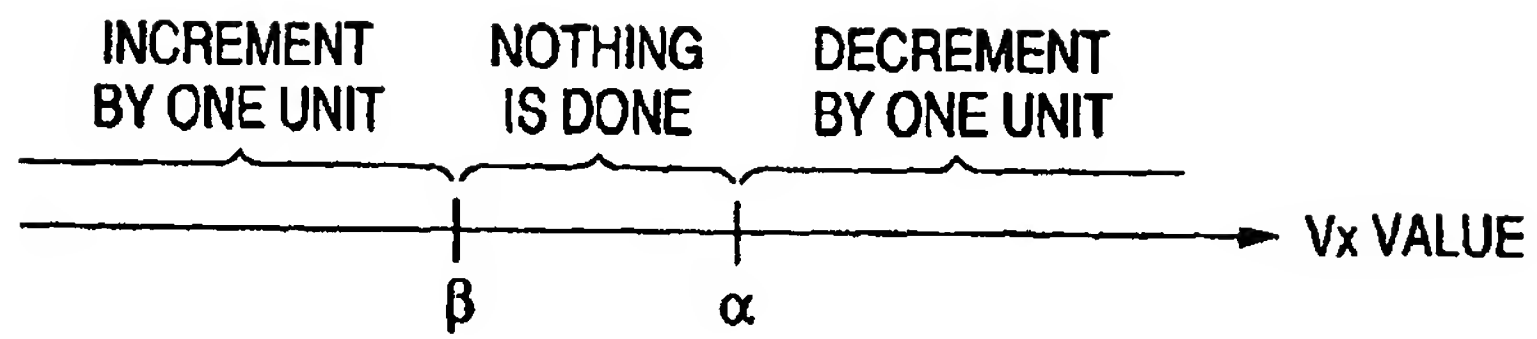 INCREMENT
BY ONE UNIT
NOTHING
IS DONE
DECREMENT
BY ONE UNIT
β
α
Vx VALUE